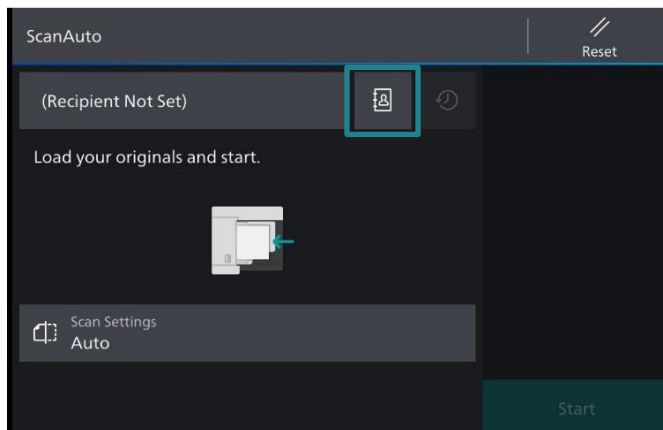 ScanAuto
Reset
(Recipient Not Set)
Load your originals and start.
Scan Settings
Auto
Start